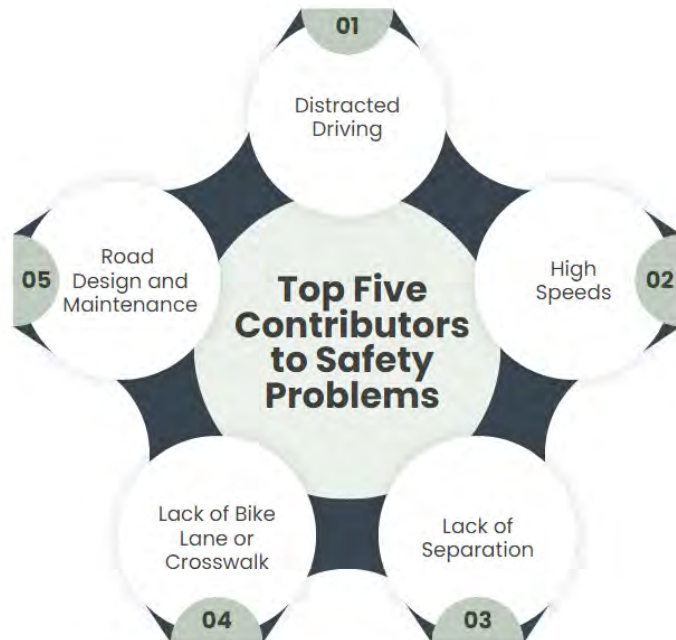 01
Distracted
Driving
High
Speeds
02
Lack of
Separation
03
Lack of Bike
Lane or
Crosswalk
04
05
Road
Design and
Maintenance
Top Five
Contributors
to Safety
Problems